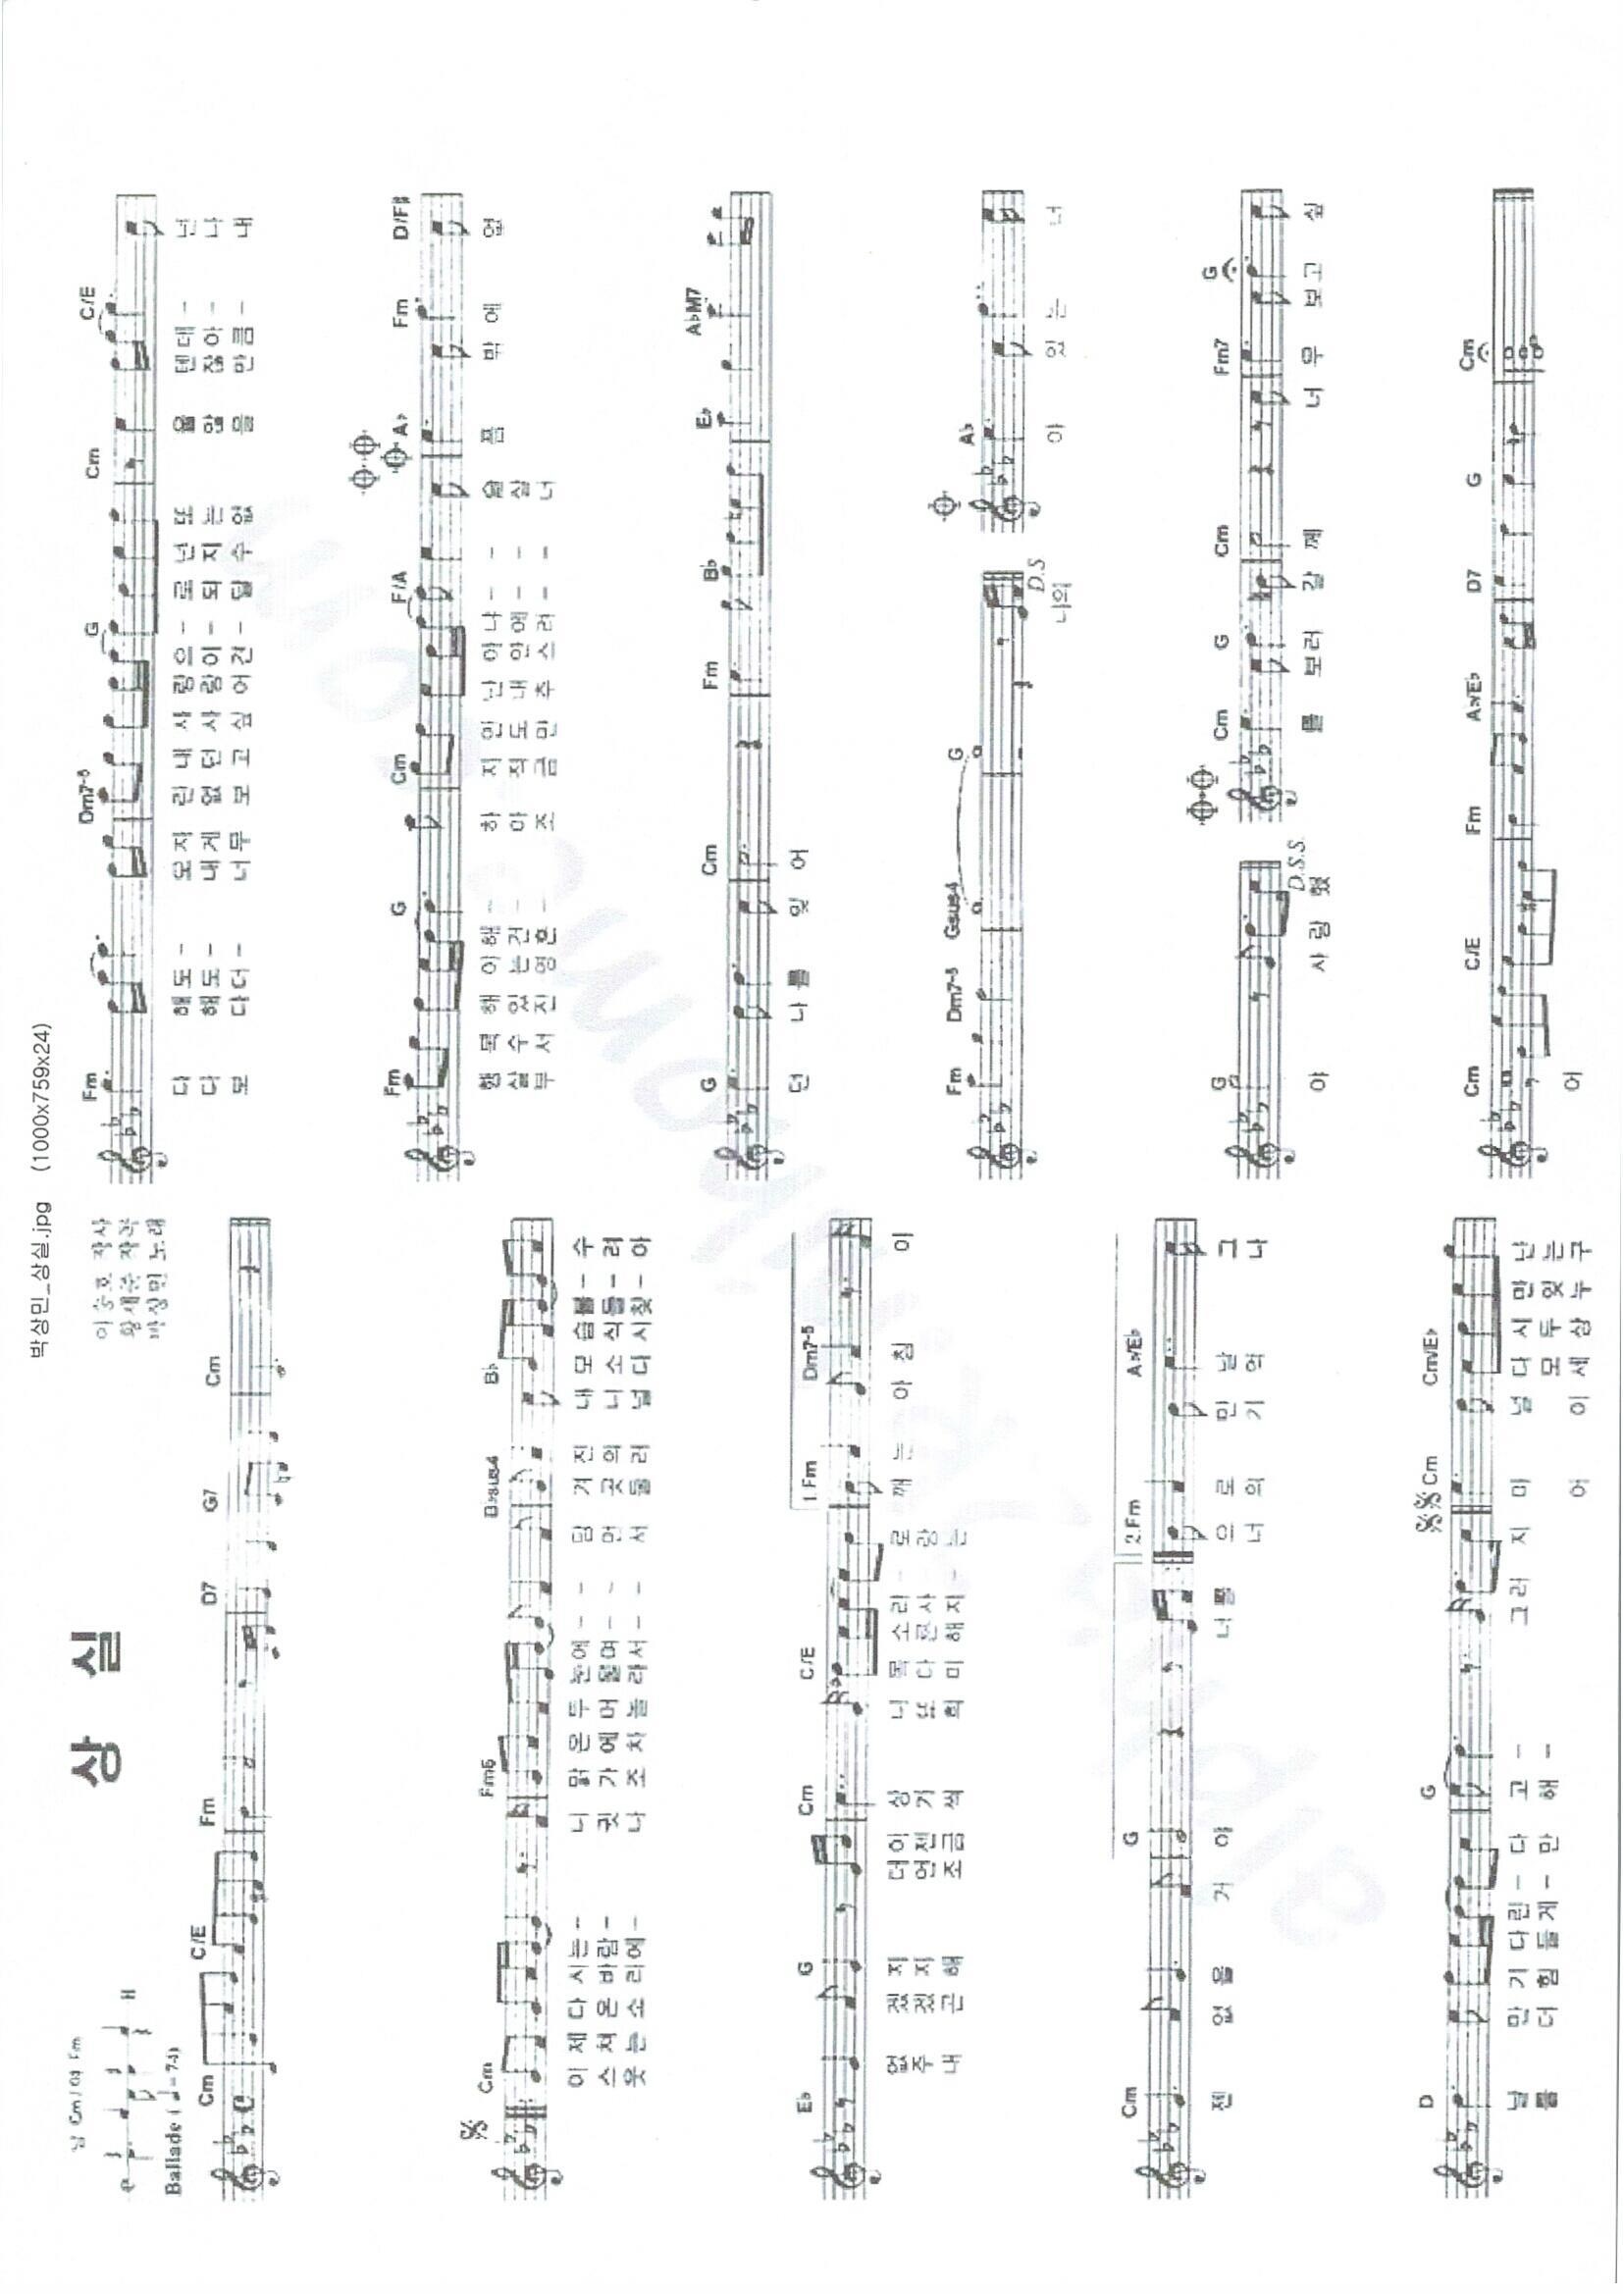 박상민_상실.jpg (1000x759x24)
남 Cm / 여 Fm
상 실
이승호 작사
황세준 작곡
박상민 노래
Ballade (♩= 74)
Cm C/E Fm D7 G7 Cm
Cm Fm6 B♭sus4 B♭
이 제 다 시 는 - 니 맑 은 두 눈 에 - - 담 겨 진 내 모 습 볼 - 수
스 쳐 온 바 람 - 귓 가 에 머 물 며 - - 먼 곳 의 니 소 식 들 - 려
웃 는 소 리 에 - 나 조 차 놀 라 서 - - 서 둘 러 널 다 시 찾 - 아
E♭ G Cm C/E 1.Fm Dm7-5
없 겠 지 더 이 상 니 목 소 리 - 로 깨 는 아 침 이
주 겠 지 언 젠 가 또 다 른 사 랑
내 곤 해 조 금 씩 희 미 해 지 - 는
Cm G 2.Fm A♭/E♭
젠 없 을 거 야 너 를 으 로 만 날 그
너 의 기 억 나
D G Cm Cm/E♭
날 만 기 다 린 - 다 고 - 그 러 지 마 널 다 시 만 난
를 더 힘 들 게 - 만 해 - 모 두 잊 는
어 이 세 상 누 구
Fm Dm7-5 G Cm C/E
다 해 도 - 모 자 란 내 사 랑 으 - 로 넌 또 울 텐 데 - 넌
다 해 도 - 내 게 없 던 사 랑 이 - 되 지 는 않 잖 아 - 나
보 다 더 - 너 무 보 고 싶 어 견 - 딜 수 없 을 만 큼 - 내
Fm G Cm F/A A♭ Fm D/F#
행 복 해 야 해 - 하 지 만 난 아 냐 - - 슬 픔 밖 에 없
살 수 있 는 건 - 아 직 도 내 안 에 - - 살
부 서 진 영 혼 - 조 금 만 추 스 려 - - 너
G Cm Fm B♭ E♭ A♭M7
던 나 를 잊 어
Fm Dm7-5 Gsus4 G A♭
D.S
니의 아 있 는 너
G Cm G Cm Fm7 G
D.S.S.
야 사 랑 했 를 보 러 갈 께 너 무 보 고 싶
Cm C/E Fm A♭/E♭ D7 G Cm
어